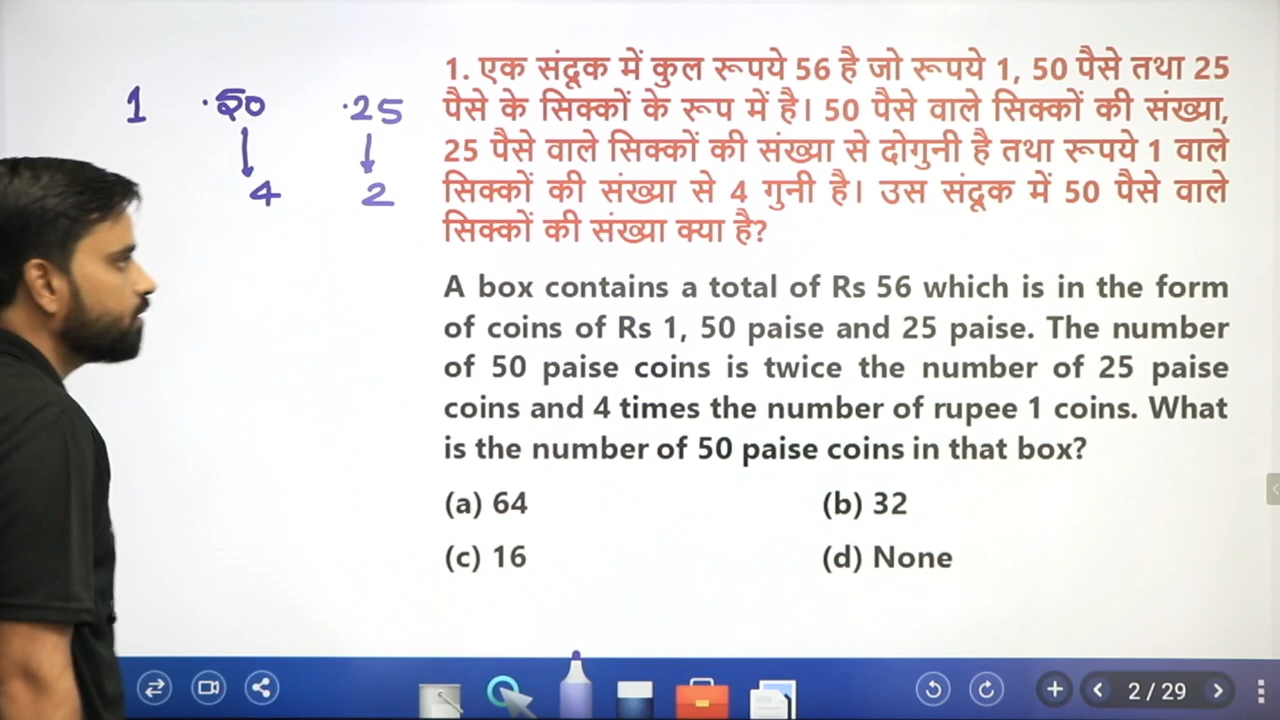 1. एक संदूक में कुल रूपये 56 है जो रूपये 1, 50 पैसे तथा 25
पैसे के सिक्कों के रूप में है। 50 पैसे वाले सिक्कों की संख्या,
25 पैसे वाले सिक्कों की संख्या से दोगुनी है तथा रूपये 1 वाले
सिक्कों की संख्या से 4 गुनी है। उस संदूक में 50 पैसे वाले
सिक्कों की संख्या क्या है?
A box contains a total of Rs 56 which is in the form
of coins of Rs 1, 50 paise and 25 paise. The number
of 50 paise coins is twice the number of 25 paise
coins and 4 times the number of rupee 1 coins. What
is the number of 50 paise coins in that box?
(a) 64 (b) 32
(c) 16 (d) None
1 .50 .25
4 2
2 / 29